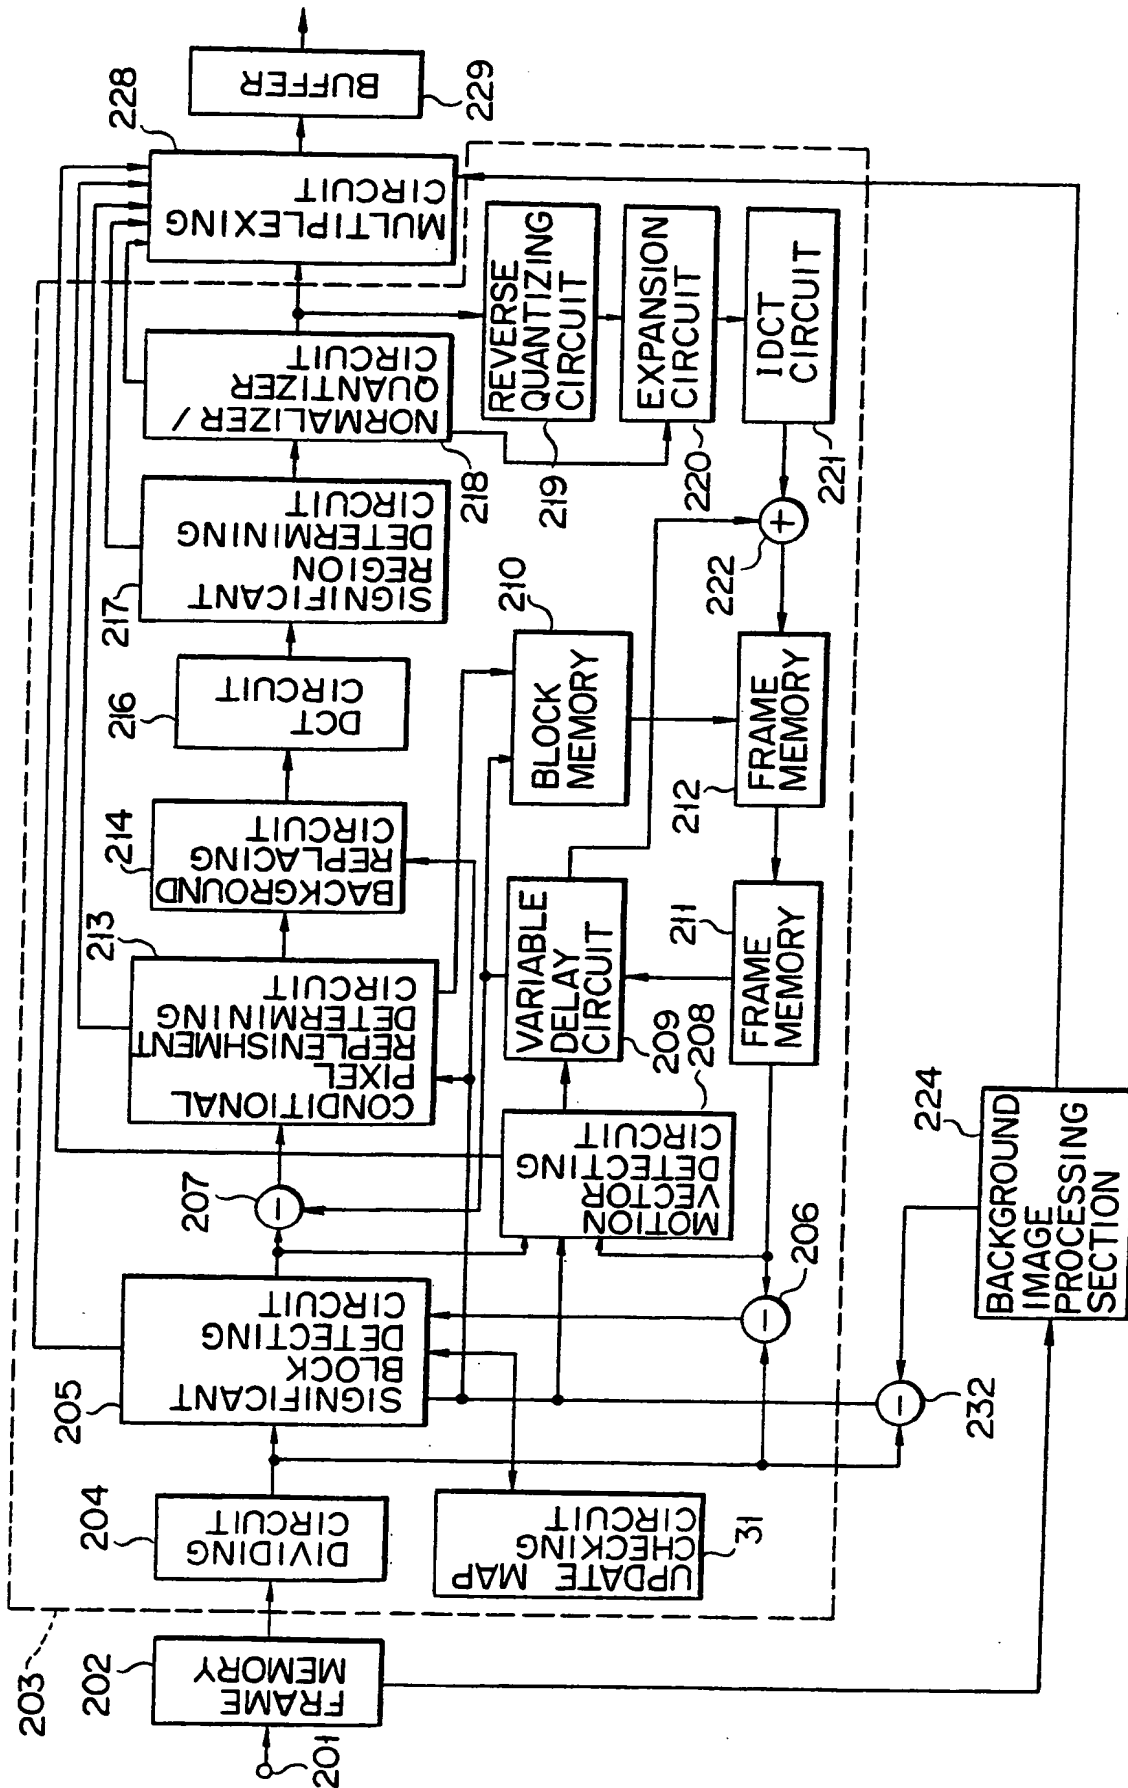 201
FRAME
MEMORY
202
203
DIVIDING
CIRCUIT
204
UPDATE MAP
CHECKING
CIRCUIT
31
SIGNIFICANT
BLOCK
DETECTING
CIRCUIT
205
207
206
232
MOTION
VECTOR
DETECTING
CIRCUIT
208
CONDITIONAL
PIXEL
REPLENISHMENT
DETERMINING
CIRCUIT
213
VARIABLE
DELAY
CIRCUIT
209
FRAME
MEMORY
211
BACKGROUND
IMAGE
PROCESSING
SECTION
224
BACKGROUND
REPLACING
CIRCUIT
214
BLOCK
MEMORY
210
FRAME
MEMORY
212
DCT
CIRCUIT
216
222
SIGNIFICANT
REGION
DETERMINING
CIRCUIT
217
NORMALIZER/
QUANTIZER
CIRCUIT
218
REVERSE
QUANTIZING
CIRCUIT
219
EXPANSION
CIRCUIT
220
IDCT
CIRCUIT
221
MULTIPLEXING
CIRCUIT
228
BUFFER
229